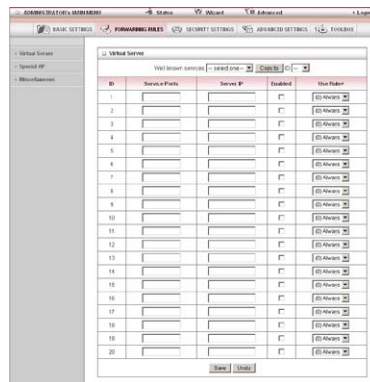 ADMINISTRATOR's MAIN MENU Status Wizard Advanced › Logout
BASIC SETTINGS FORWARDING RULES SECURITY SETTINGS ADVANCED SETTINGS TOOLBOX
- Virtual Server
- Special AP
- Miscellaneous
Virtual Server
Well known services -- select one -- Copy to ID --
ID Service Ports Server IP Enabled Use Rule#
1 (0) Always
2 (0) Always
3 (0) Always
4 (0) Always
5 (0) Always
6 (0) Always
7 (0) Always
8 (0) Always
9 (0) Always
10 (0) Always
11 (0) Always
12 (0) Always
13 (0) Always
14 (0) Always
15 (0) Always
16 (0) Always
17 (0) Always
18 (0) Always
19 (0) Always
20 (0) Always
Save Undo